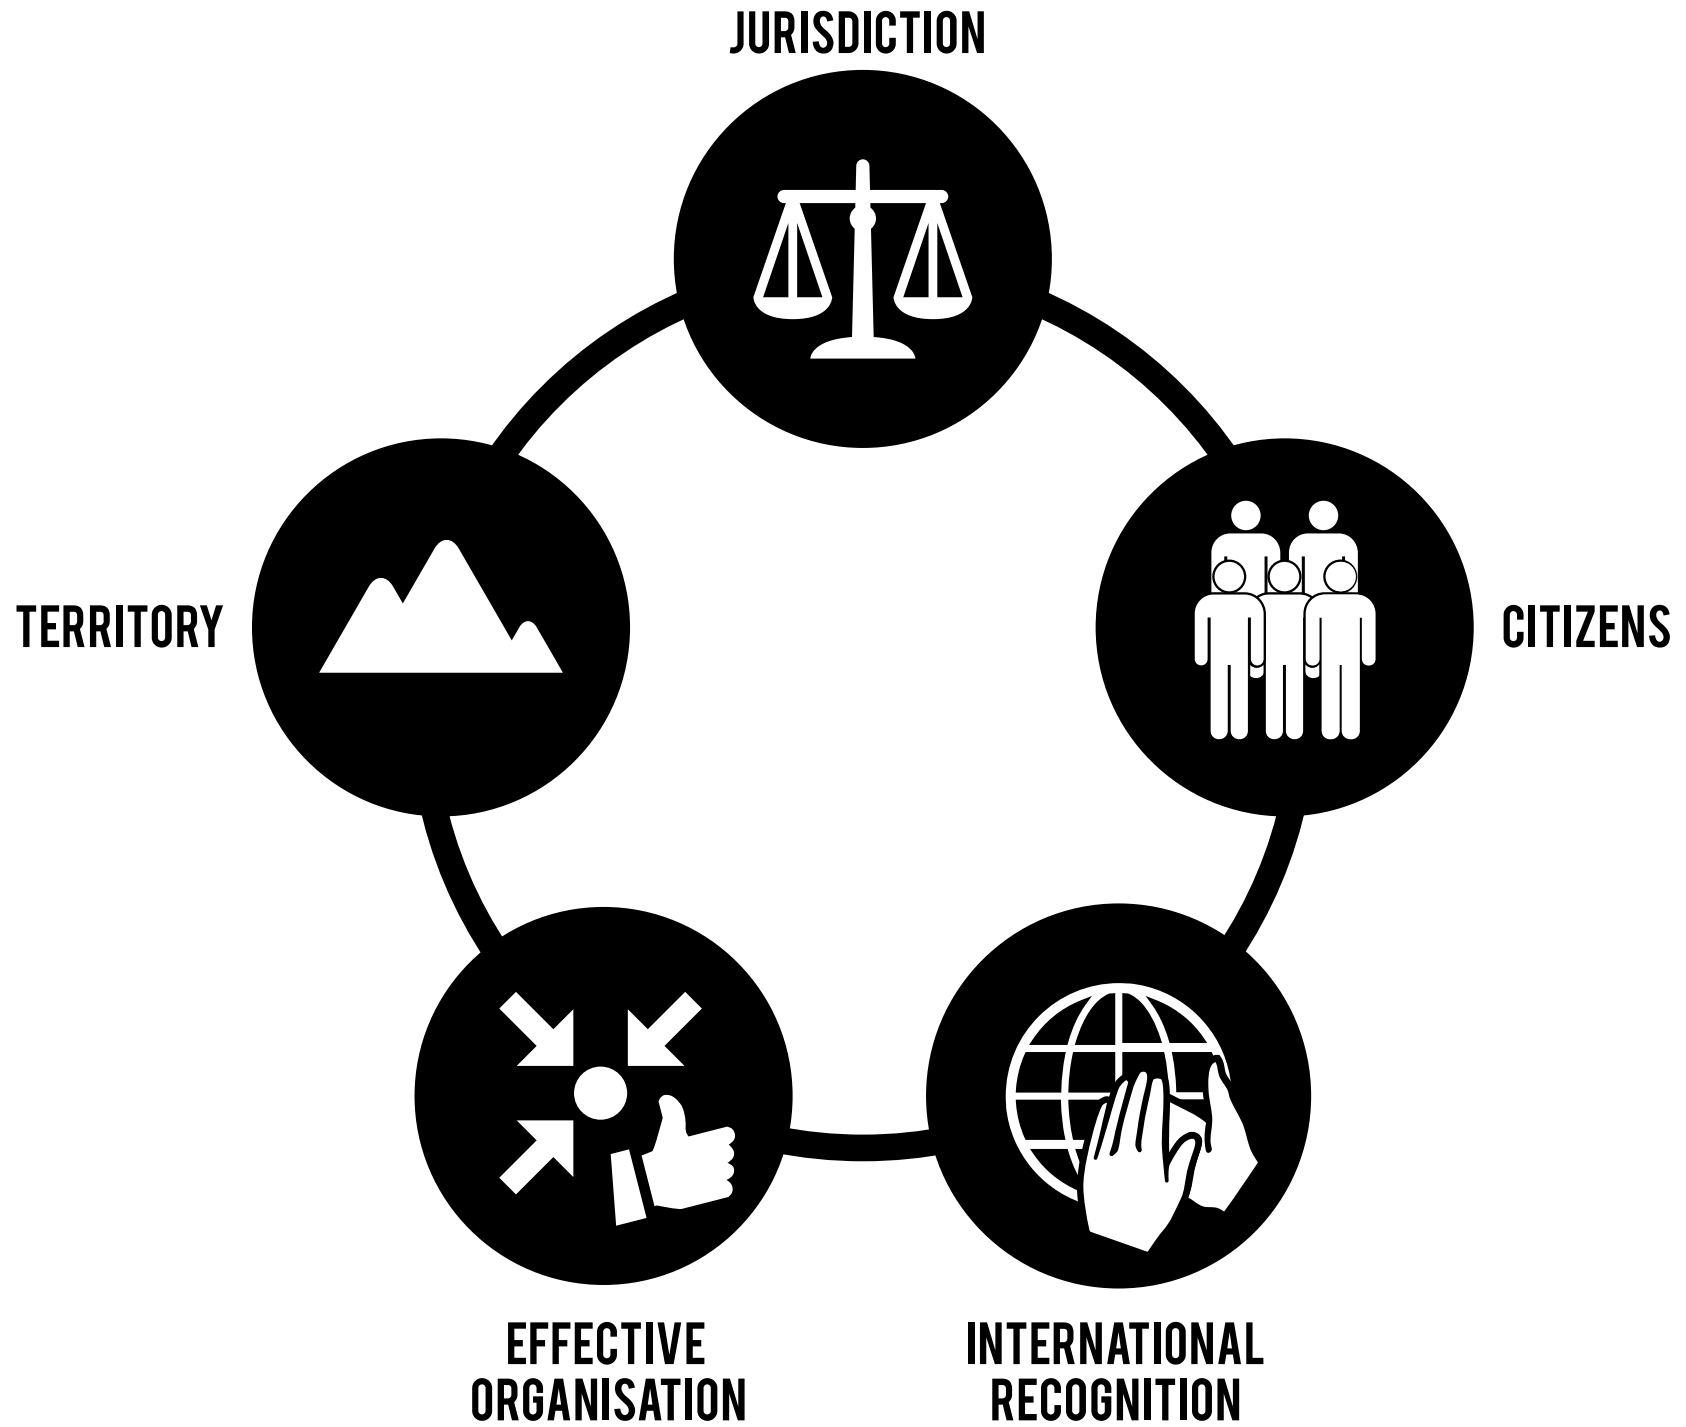 JURISDICTION
TERRITORY
CITIZENS
EFFECTIVE
ORGANISATION
INTERNATIONAL
RECOGNITION